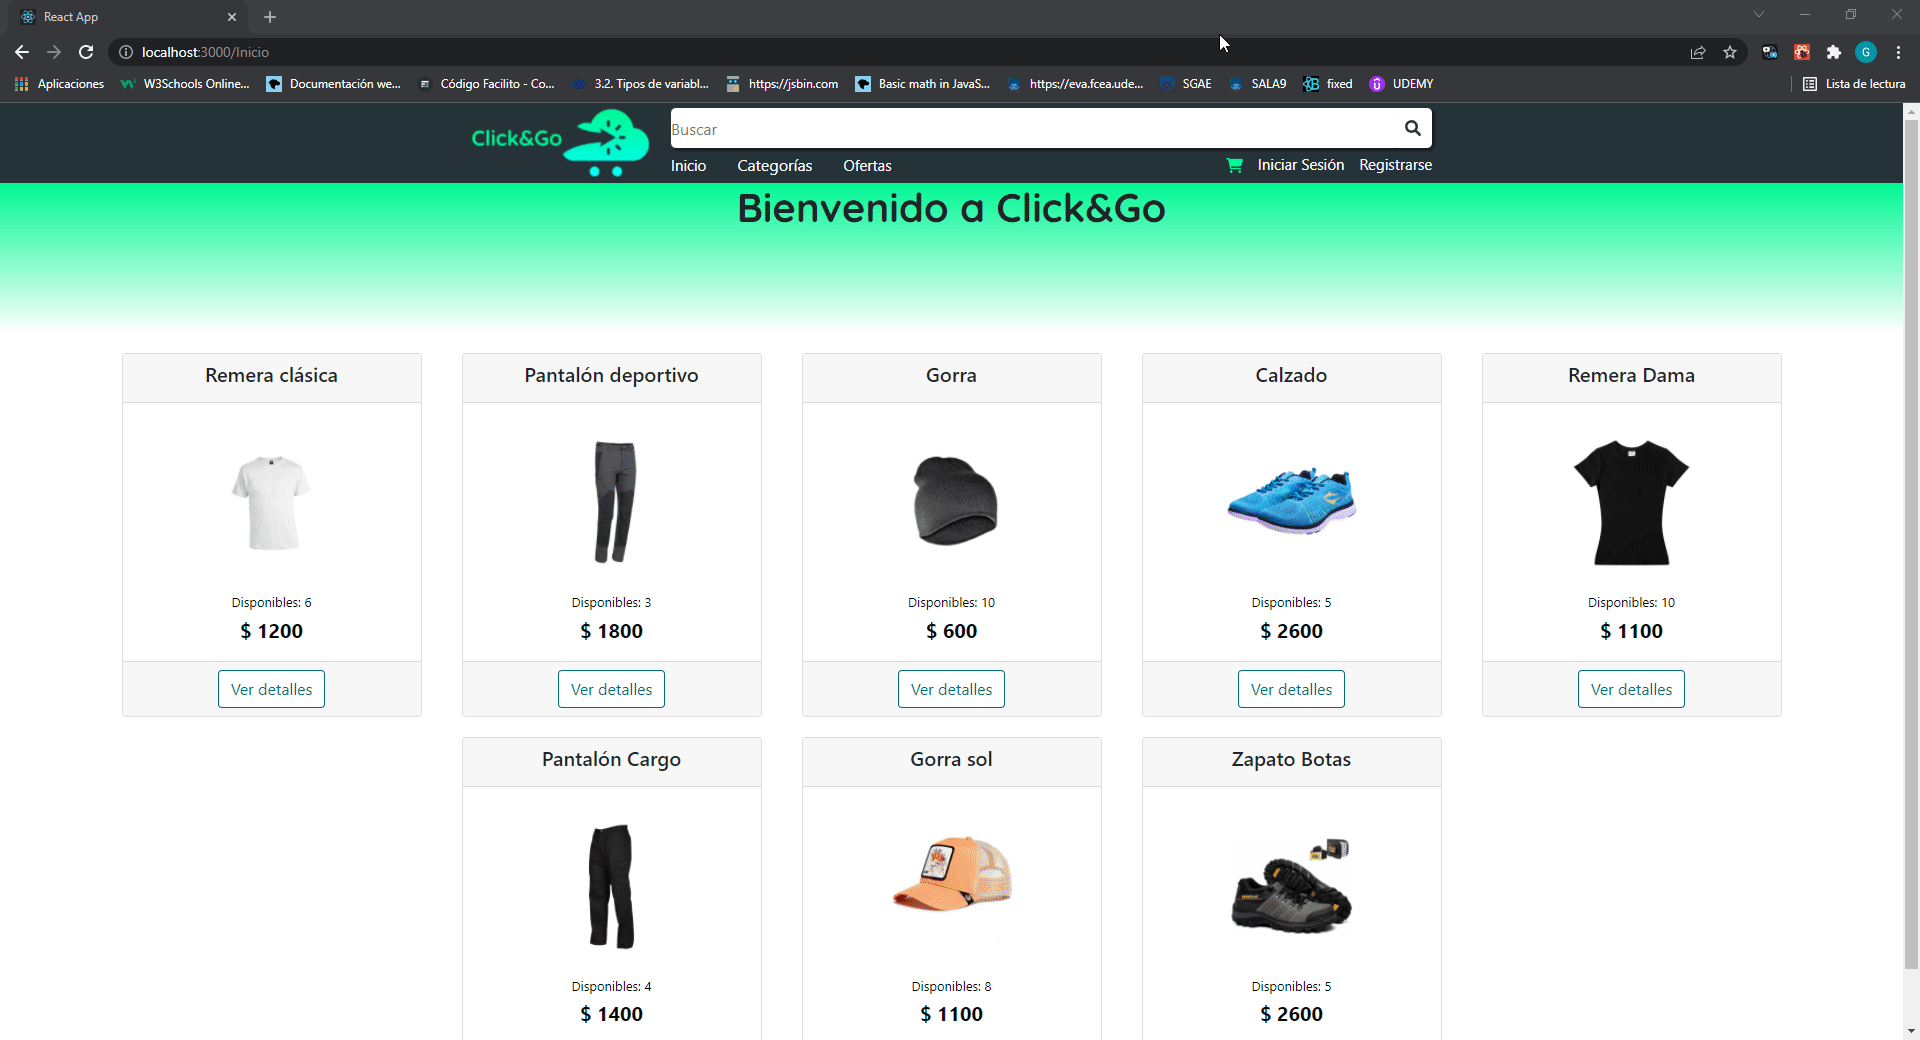 React App
localhost:3000/Inicio
Aplicaciones
W3Schools Online...
Documentación we...
Código Facilito - Co...
3.2. Tipos de variabl...
https://jsbin.com
Basic math in JavaS...
https://eva.fcea.ude...
SGAE
SALA9
fixed
UDEMY
Lista de lectura
G
Click&Go
Buscar
Inicio
Categorías
Ofertas
Iniciar Sesión
Registrarse
Bienvenido a Click&Go
Remera clásica
Disponibles: 6
$ 1200
Ver detalles
Pantalón deportivo
Disponibles: 3
$ 1800
Ver detalles
Gorra
Disponibles: 10
$ 600
Ver detalles
Calzado
Disponibles: 5
$ 2600
Ver detalles
Remera Dama
Disponibles: 10
$ 1100
Ver detalles
Pantalón Cargo
Disponibles: 4
$ 1400
Gorra sol
Disponibles: 8
$ 1100
Zapato Botas
Disponibles: 5
$ 2600